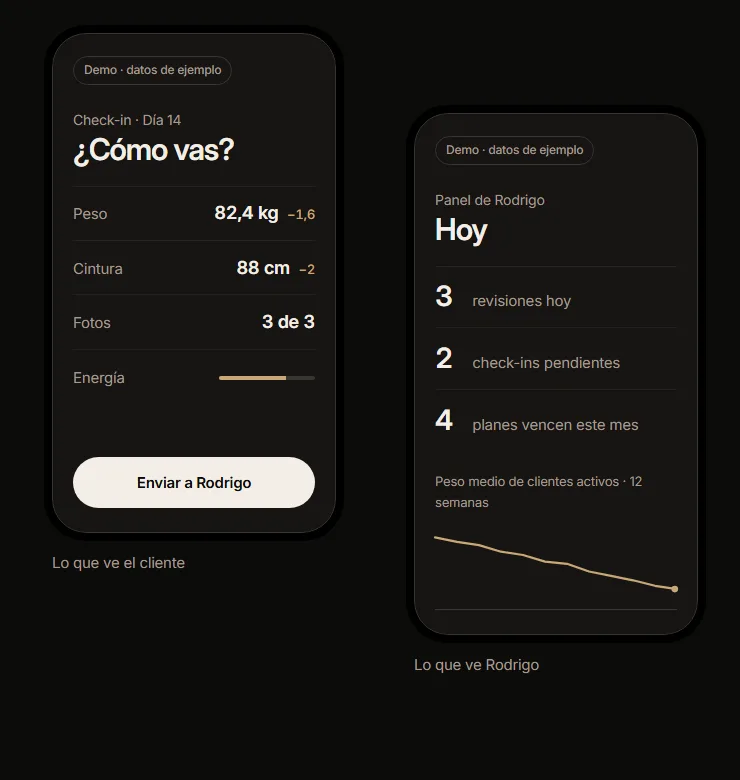 Demo · datos de ejemplo
Check-in · Día 14
¿Cómo vas?
Peso 82,4 kg −1,6
Cintura 88 cm −2
Fotos 3 de 3
Energía
Enviar a Rodrigo
Lo que ve el cliente
Demo · datos de ejemplo
Panel de Rodrigo
Hoy
3 revisiones hoy
2 check-ins pendientes
4 planes vencen este mes
Peso medio de clientes activos · 12
semanas
Lo que ve Rodrigo